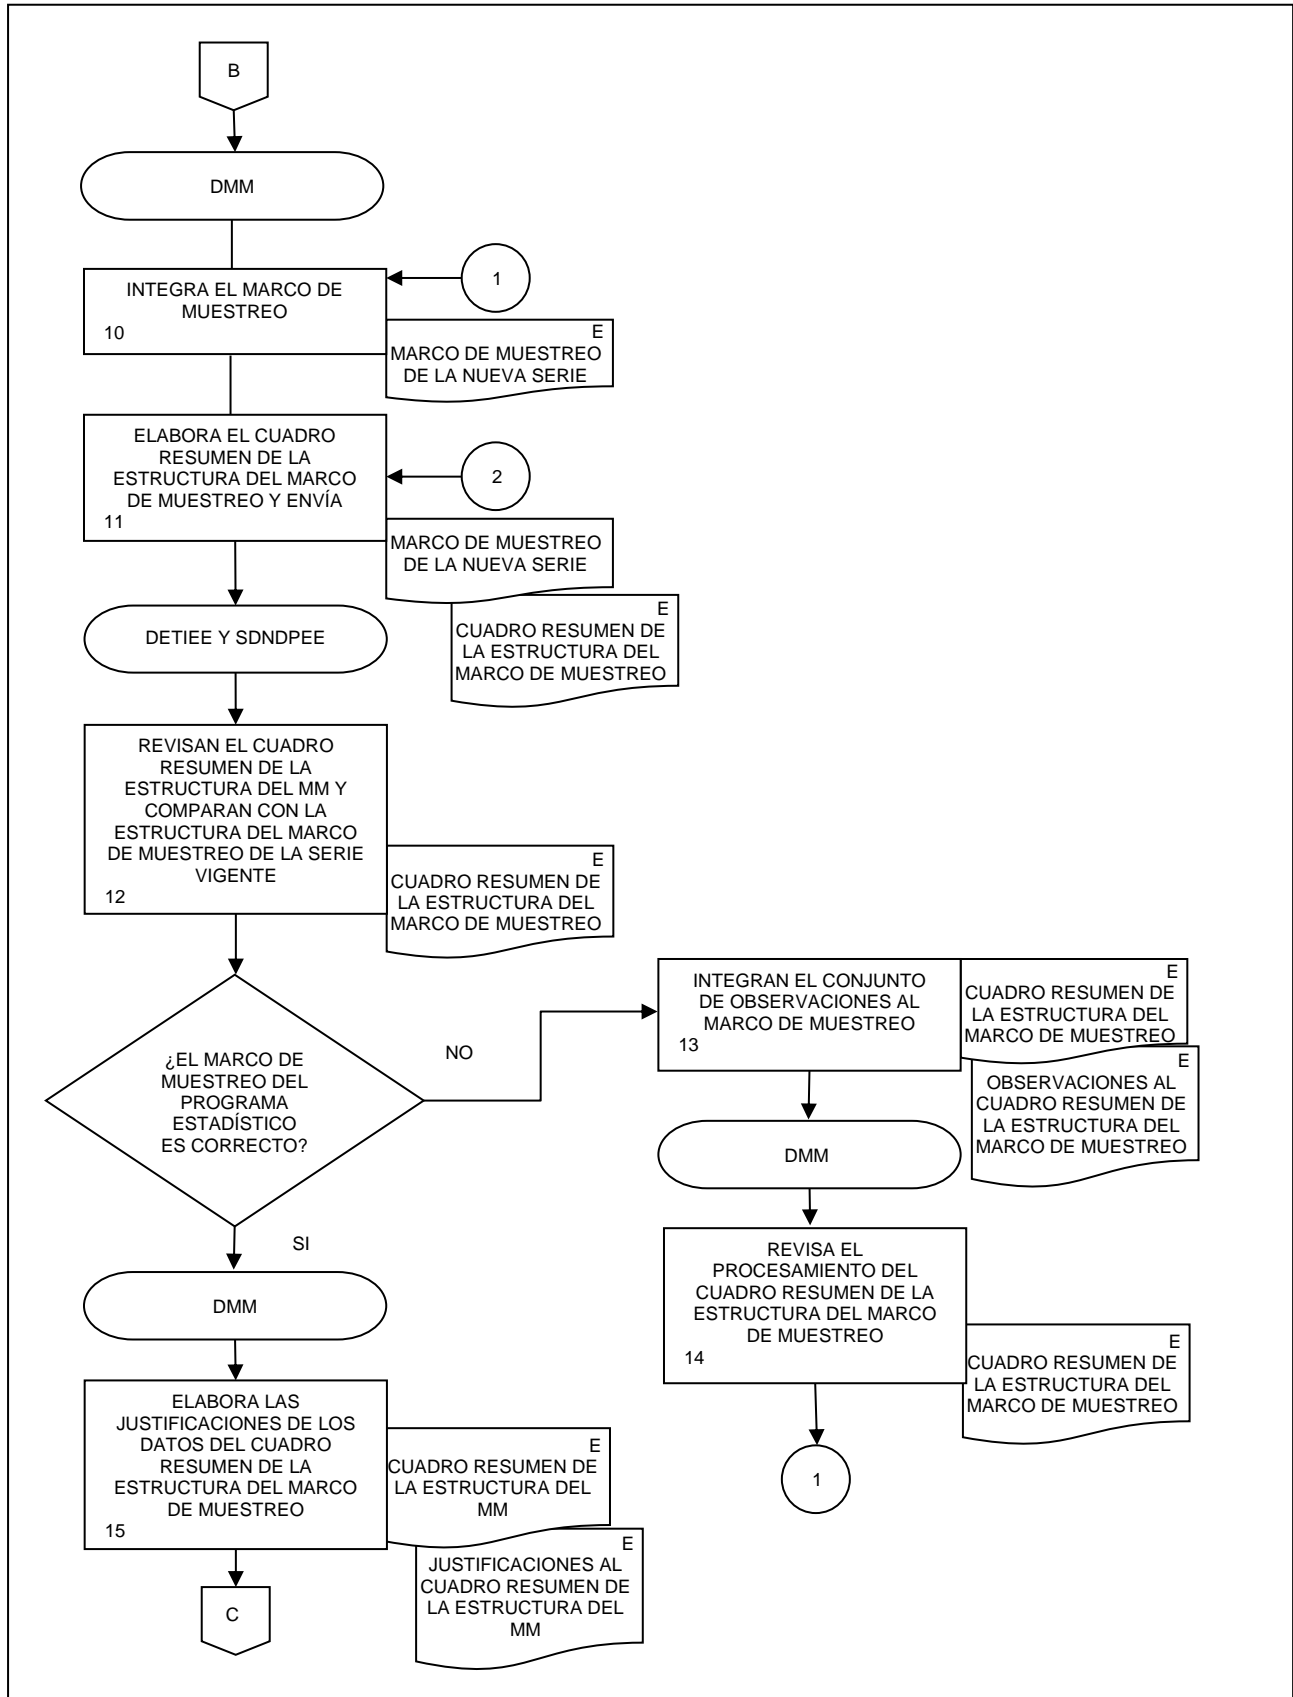 B
DMM
INTEGRA EL MARCO DE
MUESTREO
10
1
E
MARCO DE MUESTREO
DE LA NUEVA SERIE
ELABORA EL CUADRO
RESUMEN DE LA
ESTRUCTURA DEL MARCO
DE MUESTREO Y ENVÍA
11
2
MARCO DE MUESTREO
DE LA NUEVA SERIE
E
CUADRO RESUMEN DE
LA ESTRUCTURA DEL
MARCO DE MUESTREO
DETIEE Y SDNDPEE
REVISAN EL CUADRO
RESUMEN DE LA
ESTRUCTURA DEL MM Y
COMPARAN CON LA
ESTRUCTURA DEL MARCO
DE MUESTREO DE LA SERIE
VIGENTE
12
E
CUADRO RESUMEN DE
LA ESTRUCTURA DEL
MARCO DE MUESTREO
¿EL MARCO DE
MUESTREO DEL
PROGRAMA
ESTADÍSTICO
ES CORRECTO?
NO
INTEGRAN EL CONJUNTO
DE OBSERVACIONES AL
MARCO DE MUESTREO
13
E
CUADRO RESUMEN DE
LA ESTRUCTURA DEL
MARCO DE MUESTREO
E
OBSERVACIONES AL
CUADRO RESUMEN DE
LA ESTRUCTURA DEL
MARCO DE MUESTREO
DMM
REVISA EL
PROCESAMIENTO DEL
CUADRO RESUMEN DE LA
ESTRUCTURA DEL MARCO
DE MUESTREO
14
E
CUADRO RESUMEN DE
LA ESTRUCTURA DEL
MARCO DE MUESTREO
1
SI
DMM
ELABORA LAS
JUSTIFICACIONES DE LOS
DATOS DEL CUADRO
RESUMEN DE LA
ESTRUCTURA DEL MARCO
DE MUESTREO
15
E
CUADRO RESUMEN DE
LA ESTRUCTURA DEL
MM
E
JUSTIFICACIONES AL
CUADRO RESUMEN DE
LA ESTRUCTURA DEL
MM
C